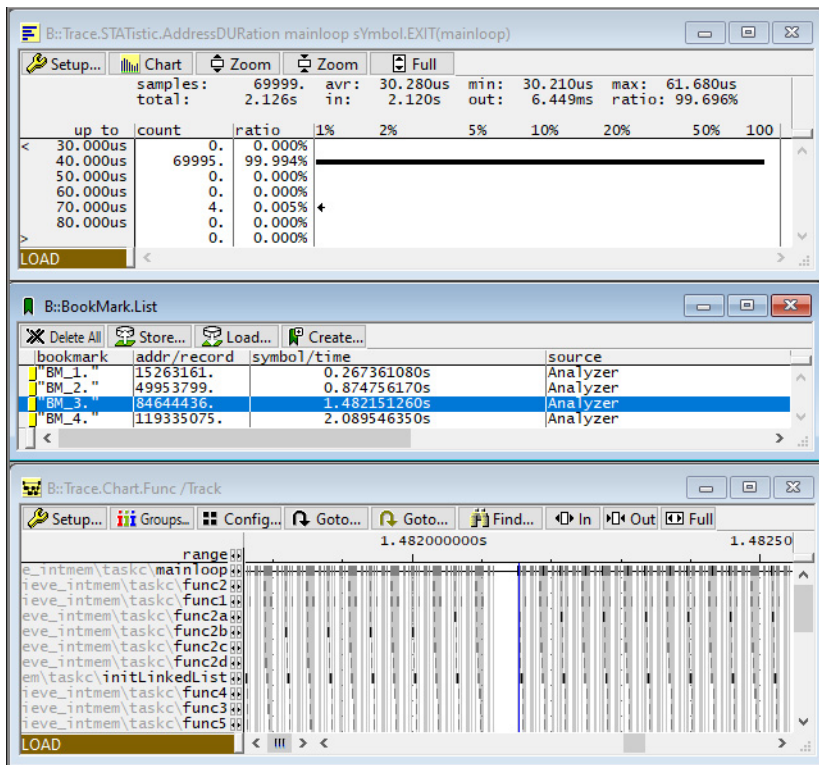 B::Trace.STATistic.AddressDURation mainloop sYmbol.EXIT(mainloop)
Setup... Chart Zoom Zoom Full
samples: 69999. avr: 30.280us min: 30.210us max: 61.680us
total: 2.126s in: 2.120s out: 6.449ms ratio: 99.696%
up to count ratio 1% 2% 5% 10% 20% 50% 100
< 30.000us 0. 0.000%
40.000us 69995. 99.994%
50.000us 0. 0.000%
60.000us 0. 0.000%
70.000us 4. 0.005%
80.000us 0. 0.000%
> 0. 0.000%
LOAD
B::BookMark.List
Delete All Store... Load... Create...
bookmark addr/record symbol/time source
"BM_1." 15263161. 0.267361080s Analyzer
"BM_2." 49953799. 0.874756170s Analyzer
"BM_3." 84644436. 1.482151260s Analyzer
"BM_4." 119335075. 2.089546350s Analyzer
B::Trace.Chart.Func /Track
Setup... Groups... Config... Goto... Goto... Find... In Out Full
1.482000000s 1.48250
range
e_intmem\taskc\mainloop
ieve_intmem\taskc\func2
ieve_intmem\taskc\func1
eve_intmem\taskc\func2a
eve_intmem\taskc\func2b
eve_intmem\taskc\func2c
eve_intmem\taskc\func2d
em\taskc\initLinkedList
ieve_intmem\taskc\func4
ieve_intmem\taskc\func3
ieve_intmem\taskc\func5
LOAD